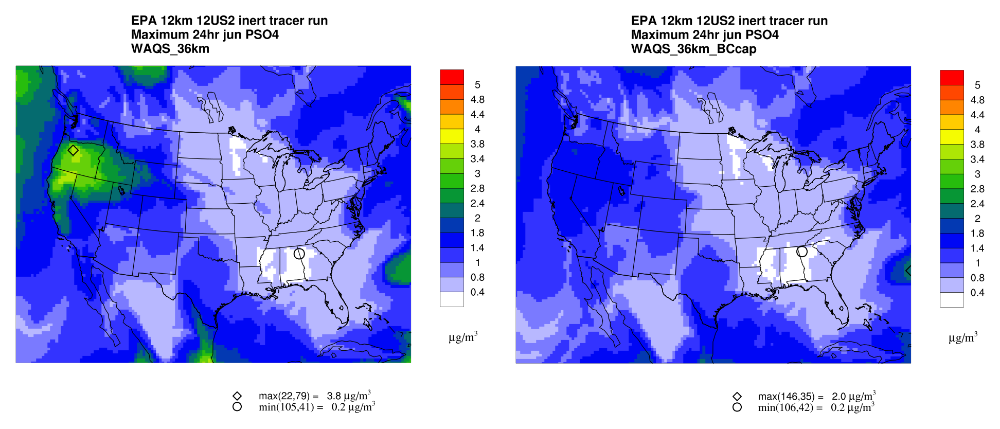 EPA 12km 12US2 inert tracer run
Maximum 24hr jun PSO4
WAQS_36km
5
4.8
4.4
4
3.8
3.4
3
2.8
2.4
2
1.8
1.4
1
0.8
0.4
µg/m³
max(22,79) = 3.8 µg/m³
min(105,41) = 0.2 µg/m³
EPA 12km 12US2 inert tracer run
Maximum 24hr jun PSO4
WAQS_36km_BCcap
5
4.8
4.4
4
3.8
3.4
3
2.8
2.4
2
1.8
1.4
1
0.8
0.4
µg/m³
max(146,35) = 2.0 µg/m³
min(106,42) = 0.2 µg/m³